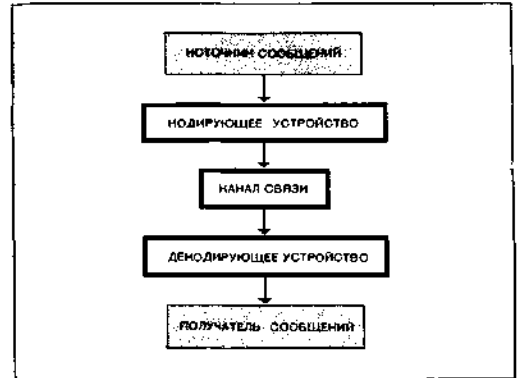 ИСТОЧНИК СООБЩЕНИЙ
КОДИРУЮЩЕЕ УСТРОЙСТВО
КАНАЛ СВЯЗИ
ДЕКОДИРУЮЩЕЕ УСТРОЙСТВО
ПОЛУЧАТЕЛЬ СООБЩЕНИЙ